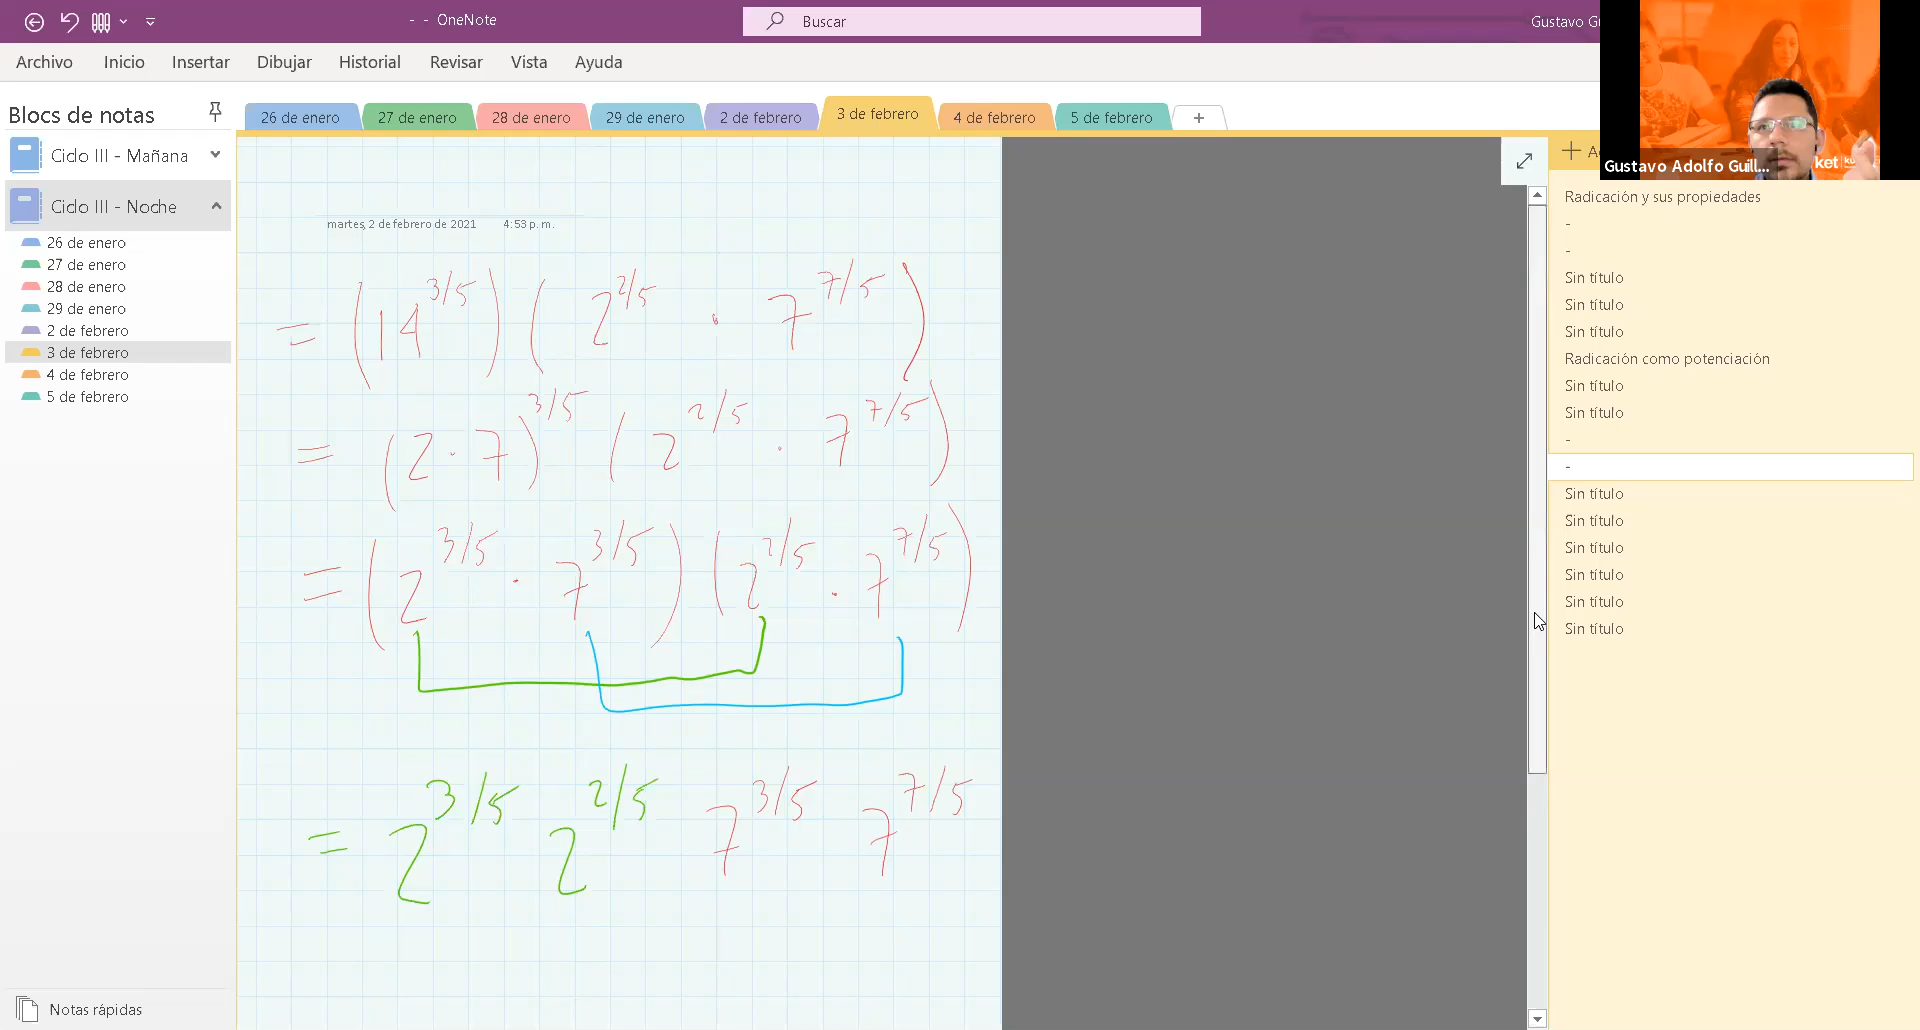 - - OneNote
Buscar
Gustavo Gu
Archivo Inicio Insertar Dibujar Historial Revisar Vista Ayuda
Gustavo Adolfo Guill...
ket
Blocs de notas
26 de enero 27 de enero 28 de enero 29 de enero 2 de febrero 3 de febrero 4 de febrero 5 de febrero +
Ciclo III - Mañana
Ciclo III - Noche
26 de enero
27 de enero
28 de enero
29 de enero
2 de febrero
3 de febrero
4 de febrero
5 de febrero
Notas rápidas
martes, 2 de febrero de 2021 4:53 p. m.
= (14^{3/5}) (2^{2/5} · 7^{7/5})
= (2 · 7)^{3/5} (2^{2/5} · 7^{7/5})
= (2^{3/5} · 7^{3/5}) (2^{2/5} · 7^{7/5})
= 2^{3/5} 2^{2/5} 7^{3/5} 7^{7/5}
Radicación y sus propiedades
-
-
Sin título
Sin título
Sin título
Radicación como potenciación
Sin título
Sin título
-
-
Sin título
Sin título
Sin título
Sin título
Sin título
Sin título